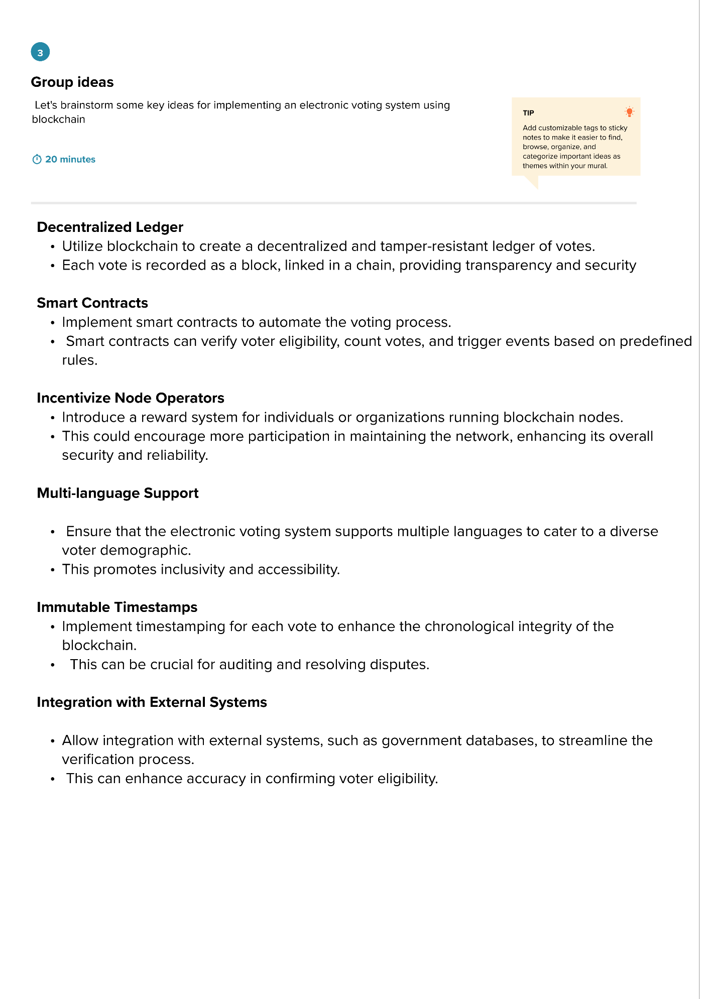 3
Group ideas
Let's brainstorm some key ideas for implementing an electronic voting system using
blockchain
20 minutes
TIP
Add customizable tags to sticky
notes to make it easier to find,
browse, organize, and
categorize important ideas as
themes within your mural.
Decentralized Ledger
• Utilize blockchain to create a decentralized and tamper-resistant ledger of votes.
• Each vote is recorded as a block, linked in a chain, providing transparency and security
Smart Contracts
• Implement smart contracts to automate the voting process.
• Smart contracts can verify voter eligibility, count votes, and trigger events based on predefined
rules.
Incentivize Node Operators
• Introduce a reward system for individuals or organizations running blockchain nodes.
• This could encourage more participation in maintaining the network, enhancing its overall
security and reliability.
Multi-language Support
• Ensure that the electronic voting system supports multiple languages to cater to a diverse
voter demographic.
• This promotes inclusivity and accessibility.
Immutable Timestamps
• Implement timestamping for each vote to enhance the chronological integrity of the
blockchain.
• This can be crucial for auditing and resolving disputes.
Integration with External Systems
• Allow integration with external systems, such as government databases, to streamline the
verification process.
• This can enhance accuracy in confirming voter eligibility.